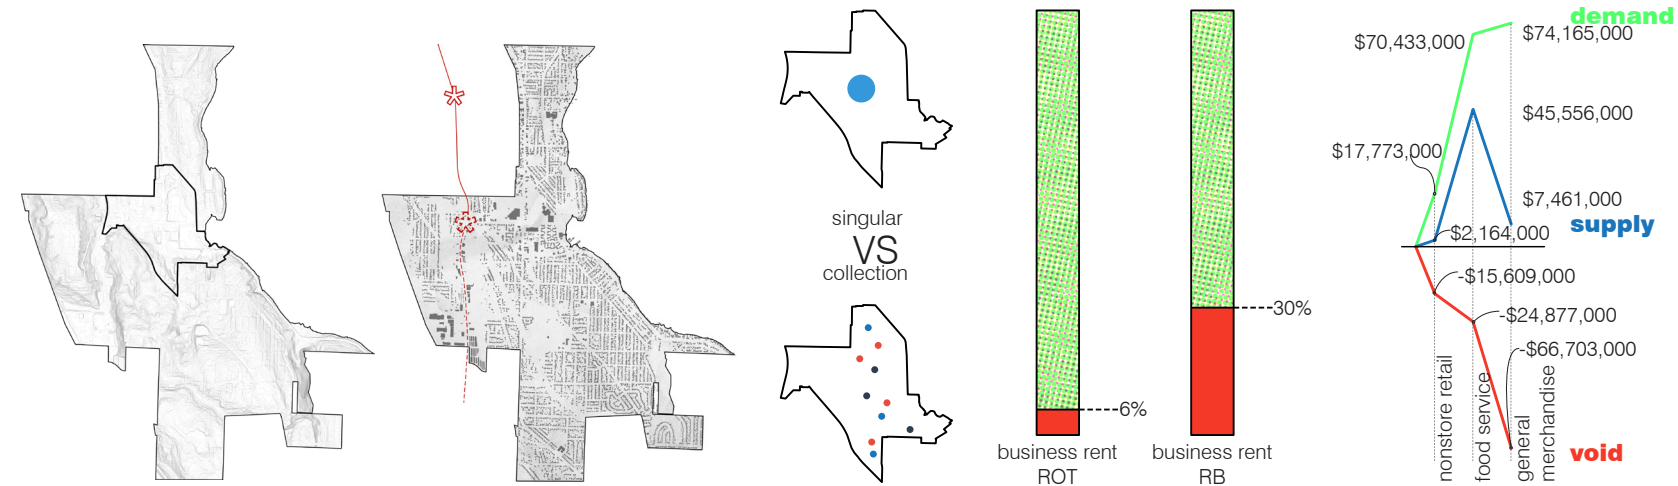 singular
VS
collection
6%
business rent
ROT
30%
business rent
RB
demand
$70,433,000
$74,165,000
$45,556,000
$17,773,000
$7,461,000
supply
$2,164,000
-$15,609,000
-$24,877,000
-$66,703,000
nonstore retail
food service
general
merchandise
void